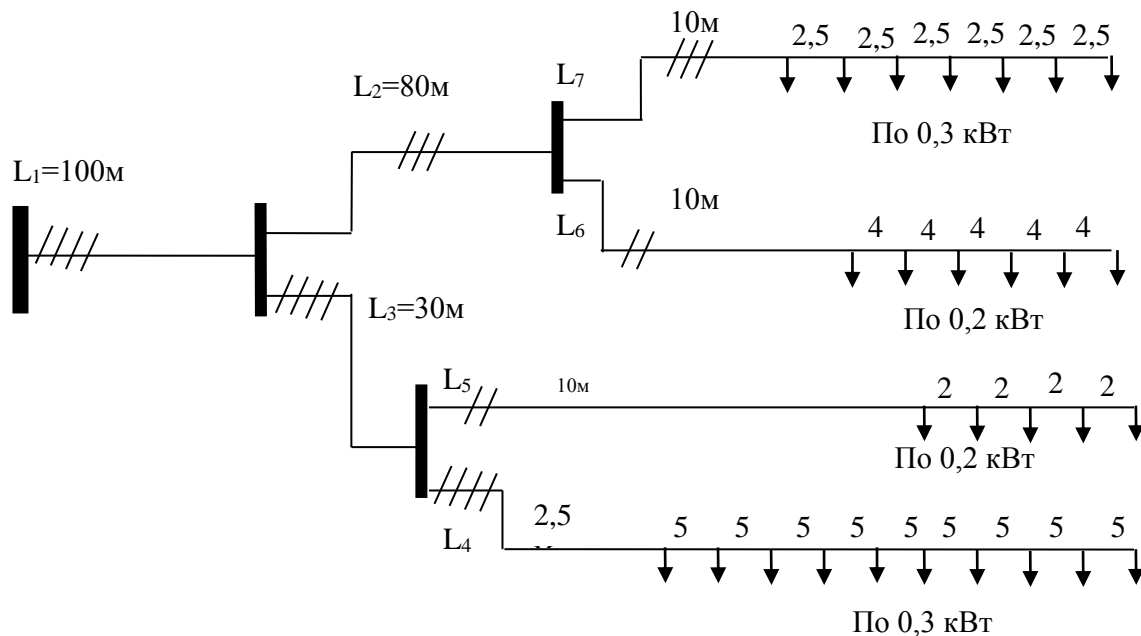 10м
2,5 2,5 2,5 2,5 2,5 2,5
L7
L2=80м
По 0,3 кВт
L1=100м
10м
L6
4 4 4 4 4
L3=30м
По 0,2 кВт
L5
10м
2 2 2 2
По 0,2 кВт
2,5
L4
5 5 5 5 5 5 5 5 5
По 0,3 кВт